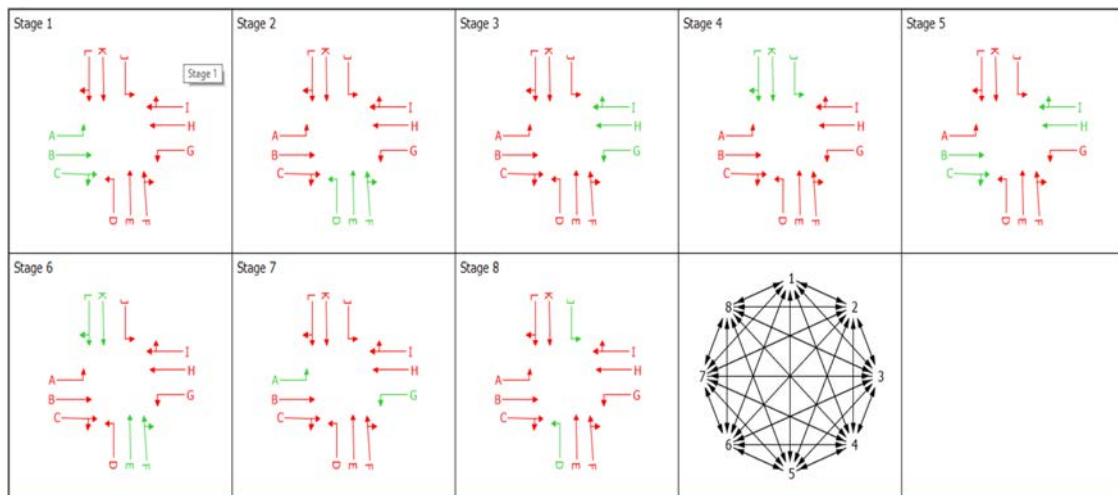 Stage 1
L K J
Stage 1
I
A H
B G
C
D E F
Stage 2
L K J
I
A H
B G
C
D E F
Stage 3
L K J
I
A H
B G
C
D E F
Stage 4
L K J
I
A H
B G
C
D E F
Stage 5
L K J
I
A H
B G
C
D E F
Stage 6
L K J
I
A H
B G
C
D E F
Stage 7
L K J
I
A H
B G
C
D E F
Stage 8
L K J
I
A H
B G
C
D E F
1
8 2
7 3
6 4
5